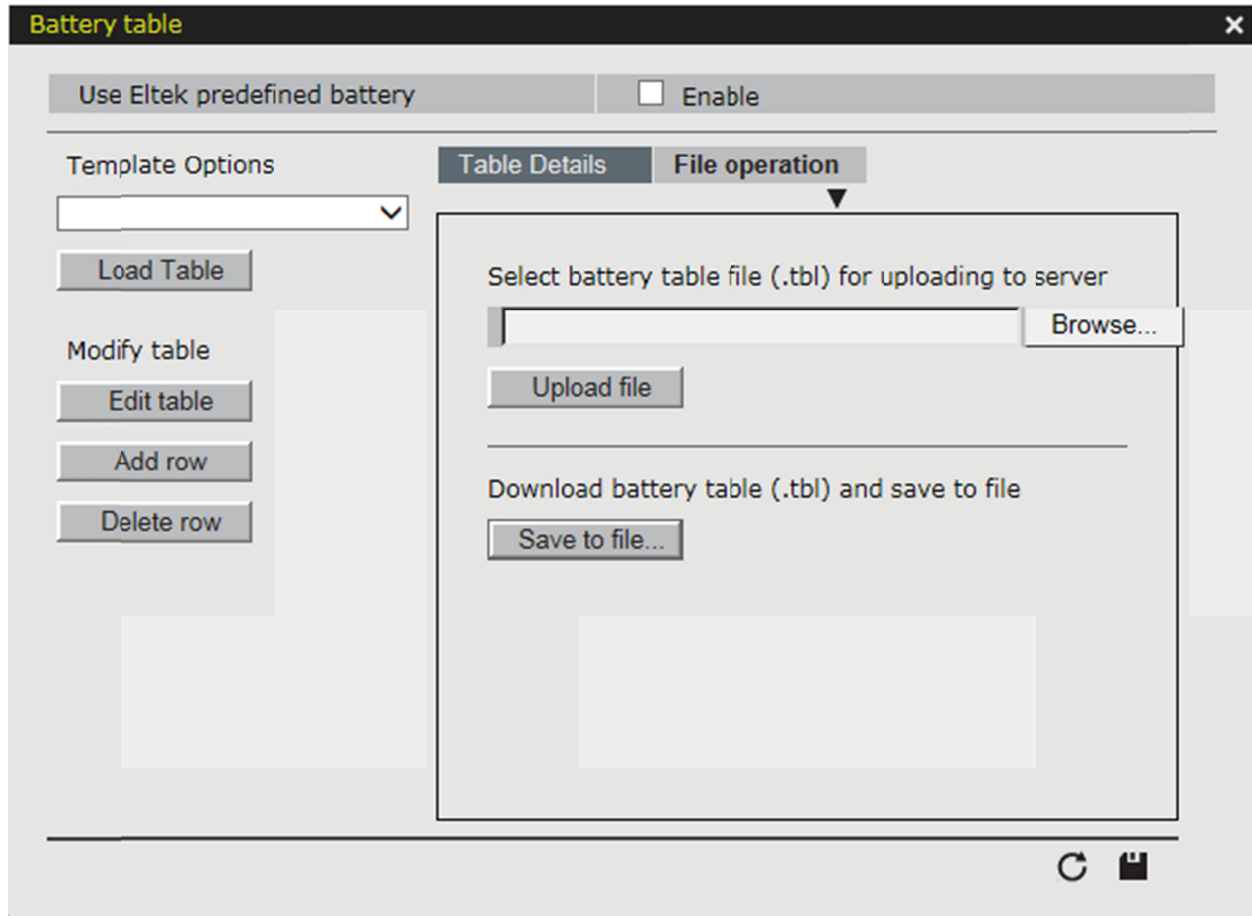 Battery table
Use Eltek predefined battery
Enable
Template Options
Load Table
Modify table
Edit table
Add row
Delete row
Table Details
File operation
Select battery table file (.tbl) for uploading to server
Browse...
Upload file
Download battery table (.tbl) and save to file
Save to file...